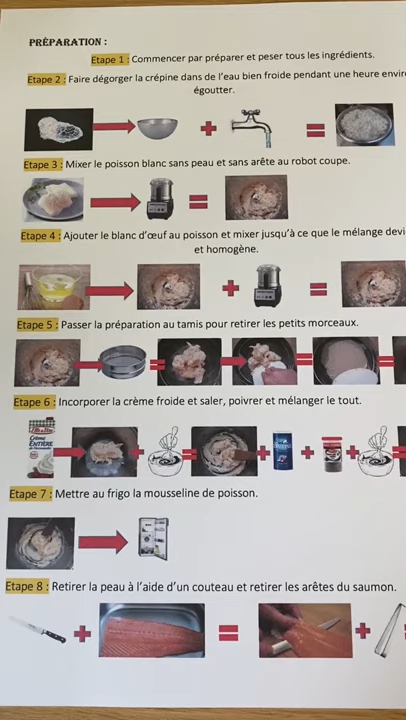 PRÉPARATION :
Etape 1 : Commencer par préparer et peser tous les ingrédients.
Etape 2 : Faire dégorger la crépine dans de l'eau bien froide pendant une heure
égoutter.
Etape 3 : Mixer le poisson blanc sans peau et sans arête au robot coupe.
Etape 4 : Ajouter le blanc d'œuf au poisson et mixer jusqu'à ce que le mélange
et homogène.
Etape 5 : Passer la préparation au tamis pour retirer les petits morceaux.
Etape 6 : Incorporer la crème froide et saler, poivrer et mélanger le tout.
Crème
ENTIÈRE
Etape 7 : Mettre au frigo la mousseline de poisson.
Etape 8 : Retirer la peau à l'aide d'un couteau et retirer les arêtes du saumon.